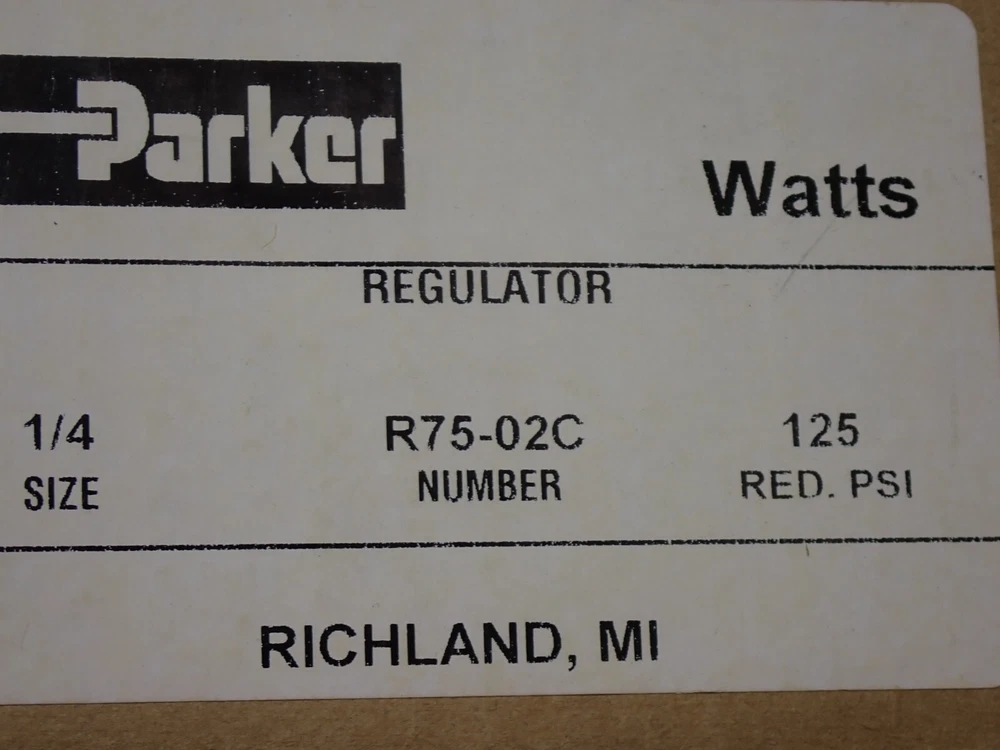 Parker
Watts
REGULATOR
1/4 R75-02C 125
SIZE NUMBER RED. PSI
RICHLAND, MI